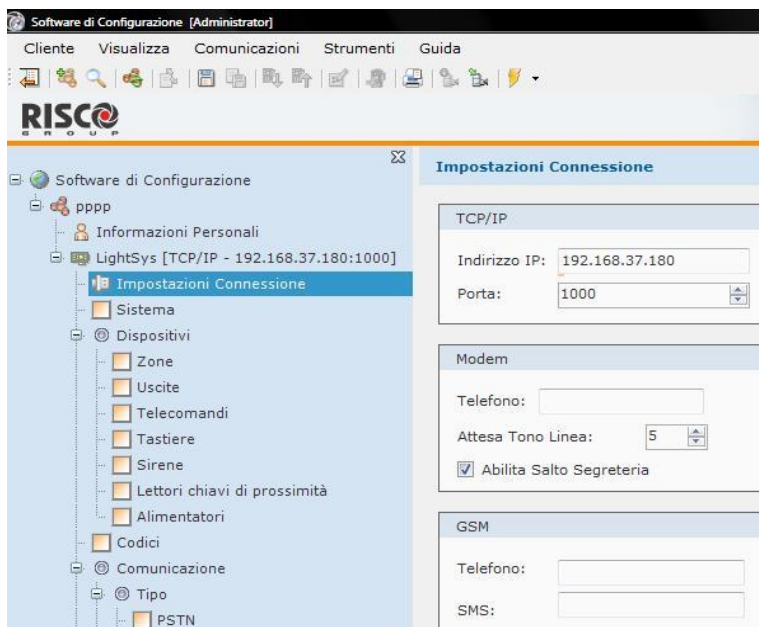 Software di Configurazione [Administrator]
Cliente Visualizza Comunicazioni Strumenti Guida
RISCO
GROUP
Software di Configurazione
pppp
Informazioni Personali
LightSys [TCP/IP - 192.168.37.180:1000]
Impostazioni Connessione
Sistema
Dispositivi
Zone
Uscite
Telecomandi
Tastiere
Sirene
Lettori chiavi di prossimità
Alimentatori
Codici
Comunicazione
Tipo
PSTN
Impostazioni Connessione
TCP/IP
Indirizzo IP: 192.168.37.180
Porta: 1000
Modem
Telefono:
Attesa Tono Linea: 5
Abilita Salto Segreteria
GSM
Telefono:
SMS: